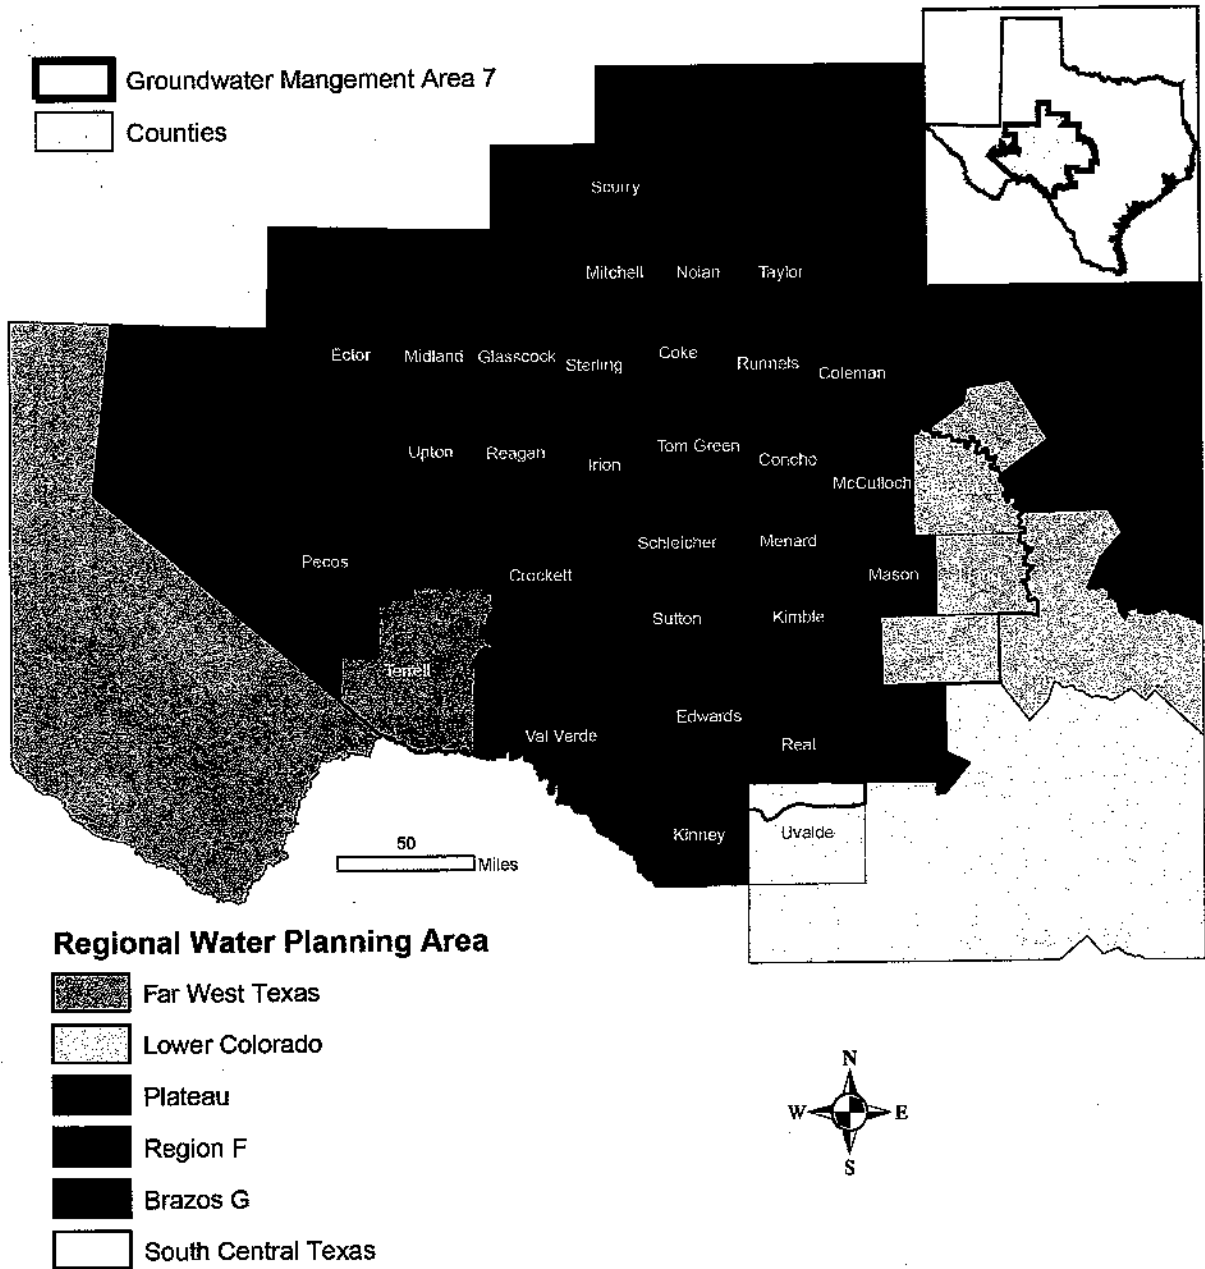 Groundwater Mangement Area 7
Counties
Scurry
Mitchell Nolan Taylor
Ector Midland Glasscock Sterling Coke Runnels Coleman
Upton Reagan Irion Tom Green Concho McCulloch
Pecos Crockett Schleicher Menard Mason
Sutton Kimble
Terrell
Val Verde Edwards Real
Kinney Uvalde
50
Miles
Regional Water Planning Area
Far West Texas
Lower Colorado
Plateau
Region F
Brazos G
South Central Texas
N
W E
S